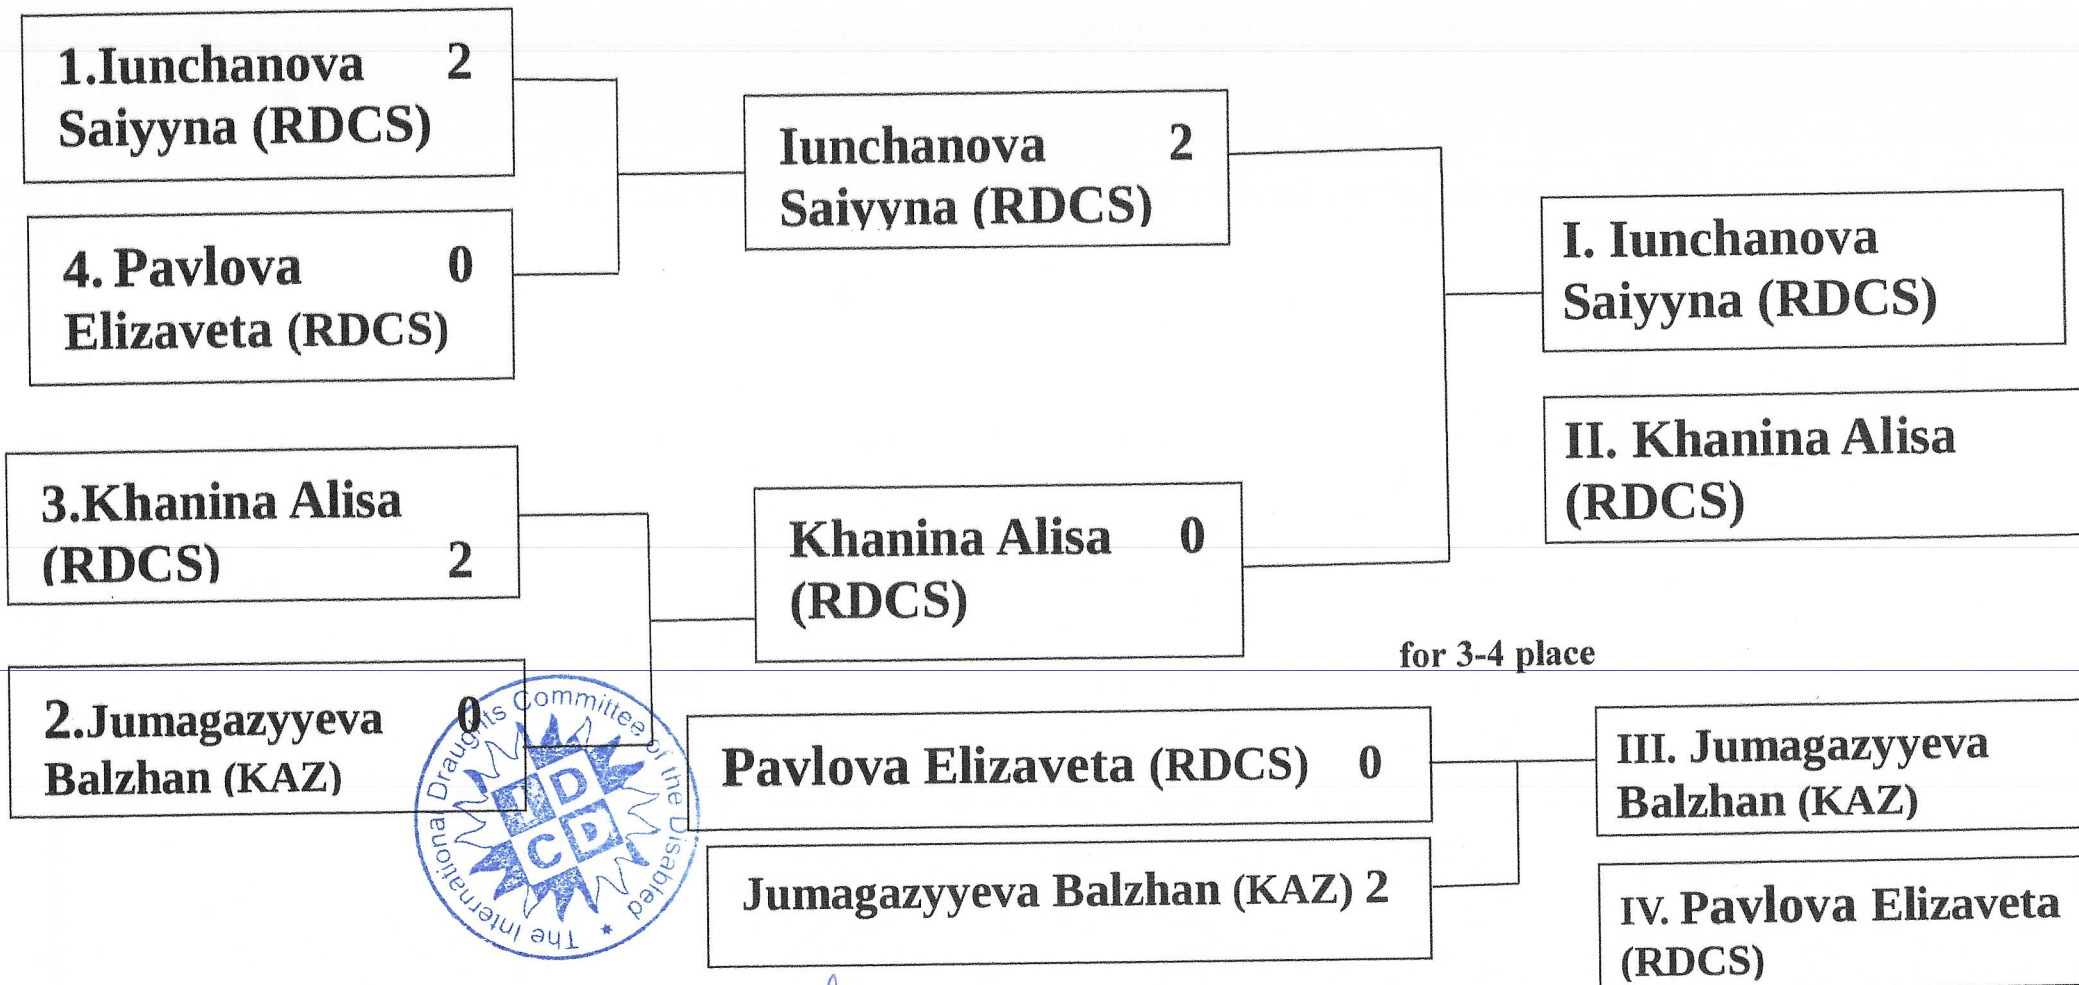 1.Iunchanova 2
Saiyyna (RDCS)
4. Pavlova 0
Elizaveta (RDCS)
3.Khanina Alisa
(RDCS) 2
2.Jumagazyyeva 0
Balzhan (KAZ)
Iunchanova 2
Saiyyna (RDCS)
Khanina Alisa 0
(RDCS)
I. Iunchanova
Saiyyna (RDCS)
II. Khanina Alisa
(RDCS)
for 3-4 place
Pavlova Elizaveta (RDCS) 0
Jumagazyyeva Balzhan (KAZ) 2
III. Jumagazyyeva
Balzhan (KAZ)
IV. Pavlova Elizaveta
(RDCS)
The International Draughts Committee of the Disabled
I D
C D